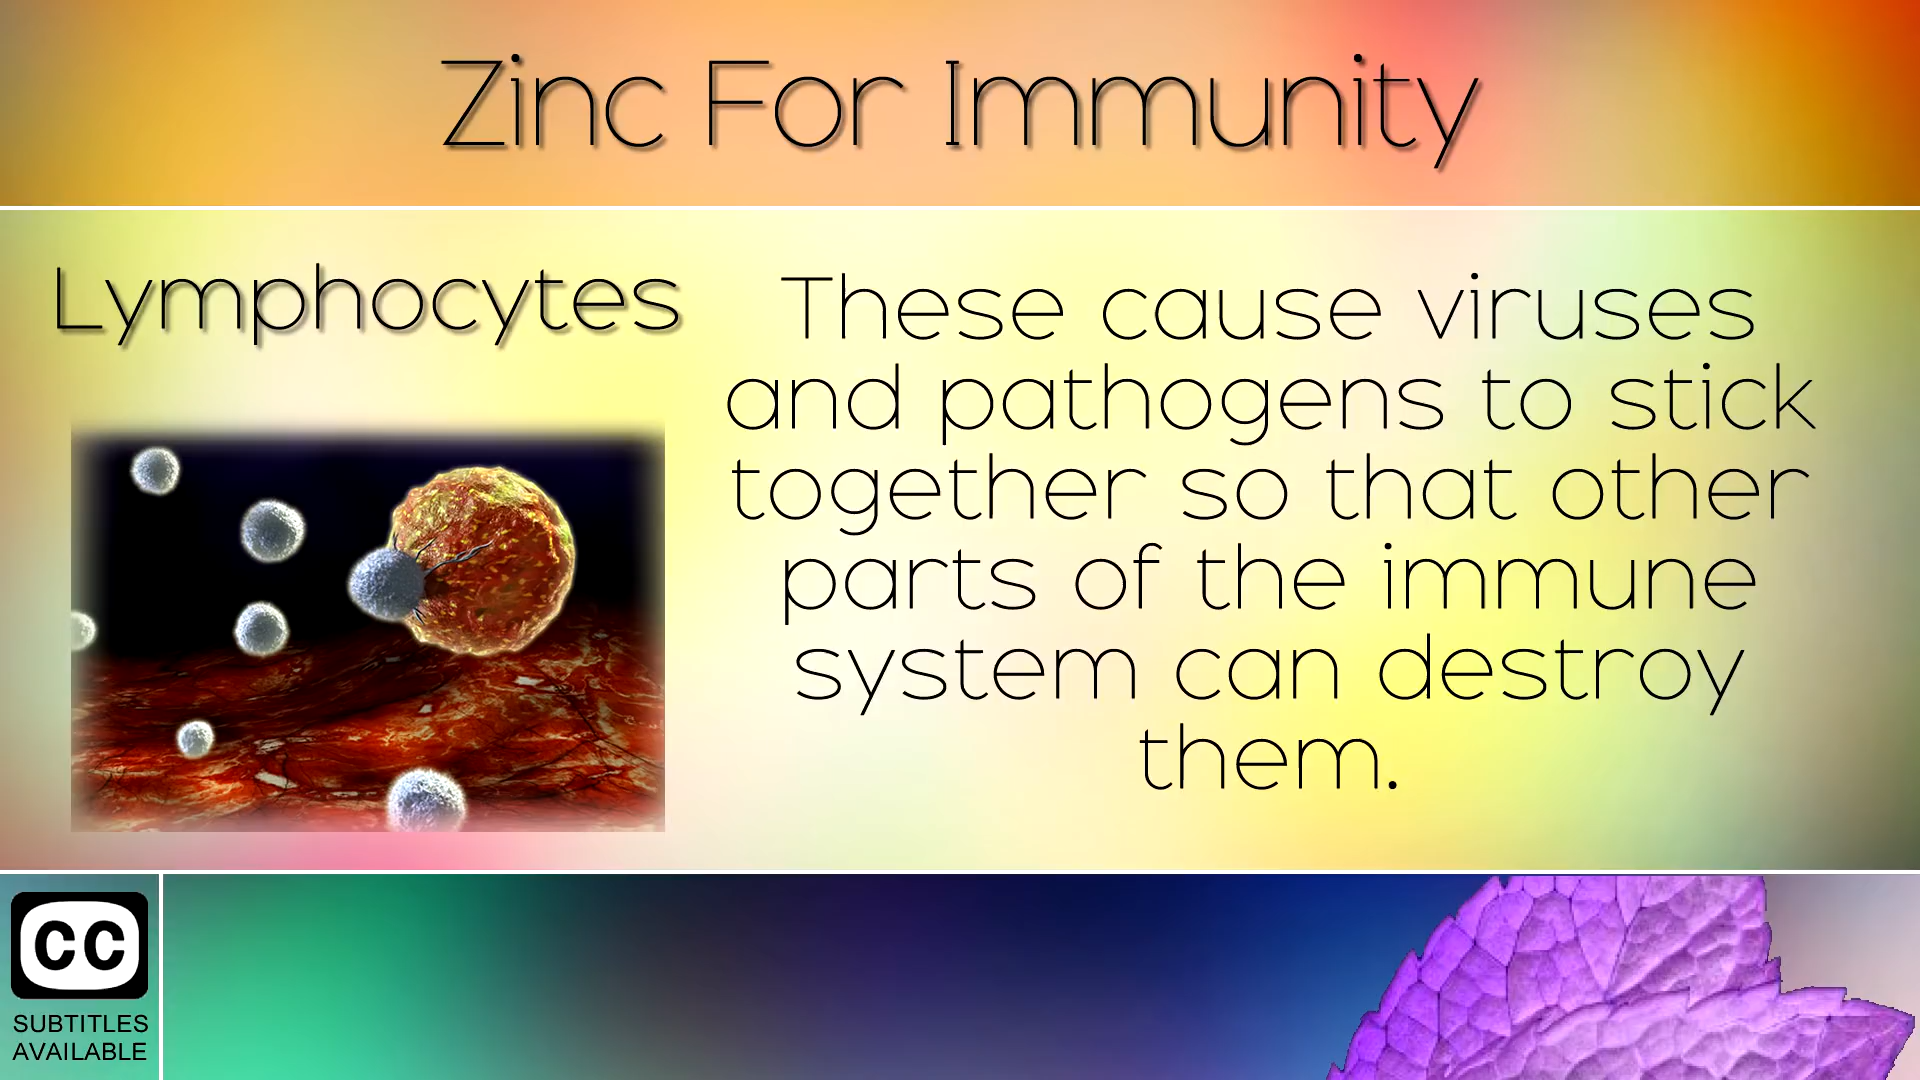 Zinc For Immunity
Lymphocytes
These cause viruses
and pathogens to stick
together so that other
parts of the immune
system can destroy
them.
CC
SUBTITLES
AVAILABLE